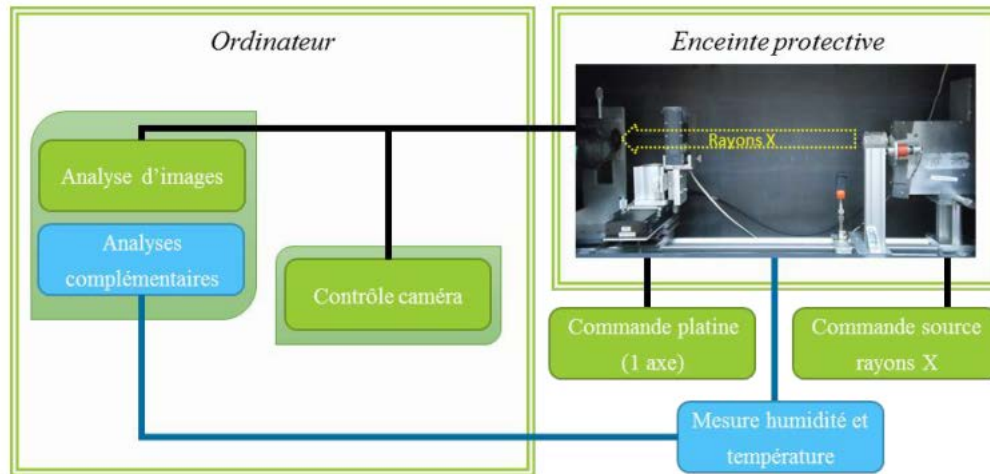 Ordinateur
Enceinte protective
Rayons X
Analyse d'images
Analyses
complémentaires
Contrôle caméra
Commande platine
(1 axe)
Commande source
rayons X
Mesure humidité et
température